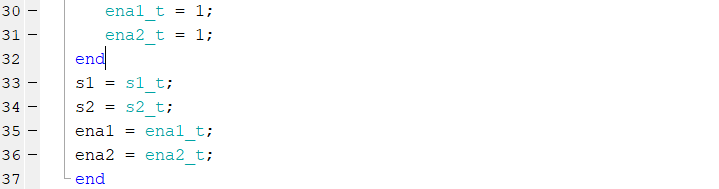 30 — ena1_t = 1;
31 — ena2_t = 1;
32 end
33 — s1 = s1_t;
34 — s2 = s2_t;
35 — ena1 = ena1_t;
36 — ena2 = ena2_t;
37 end